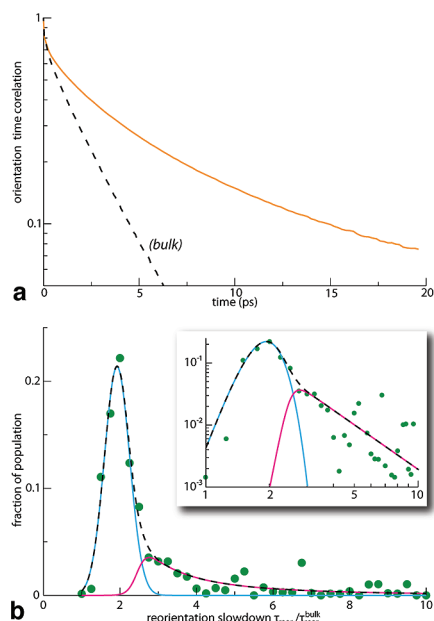 1
orientation time corelation
0.1
(bulk)
0
5
10
15
20
time (ps)
a
0.2
fraction of population
0.1
0
10⁻¹
10⁻²
10⁻³
1
2
5
10
0
2
4
6
8
10
reorientation slowdown
bulk
b